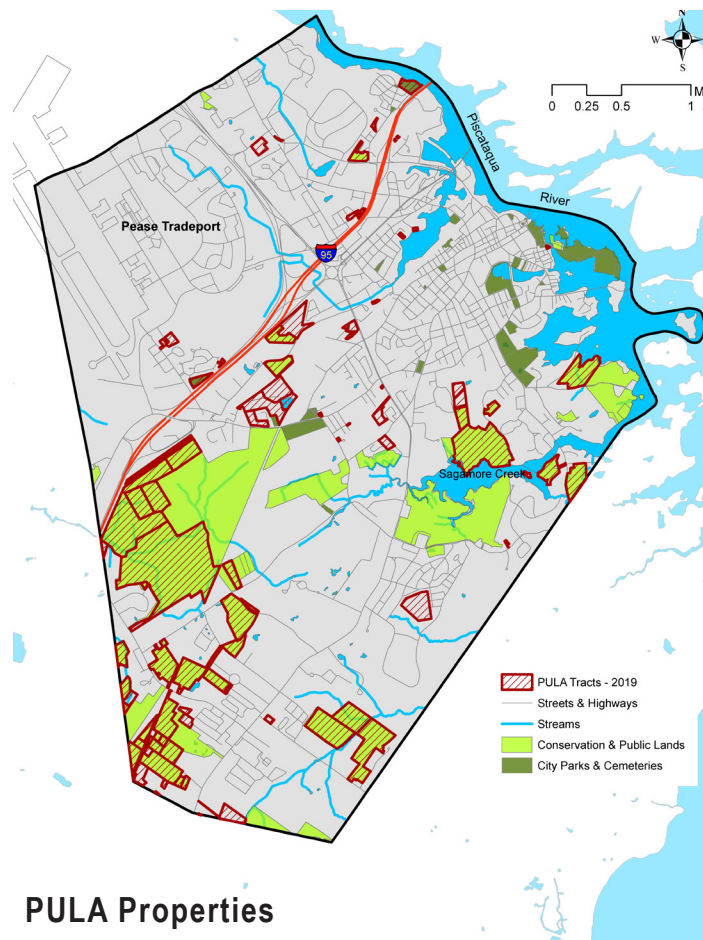 N
W E
S
M
0 0.25 0.5 1
Piscataqua
River
Pease Tradeport
95
Sagamore Creek
PULA Tracts - 2019
Streets & Highways
Streams
Conservation & Public Lands
City Parks & Cemeteries
PULA Properties